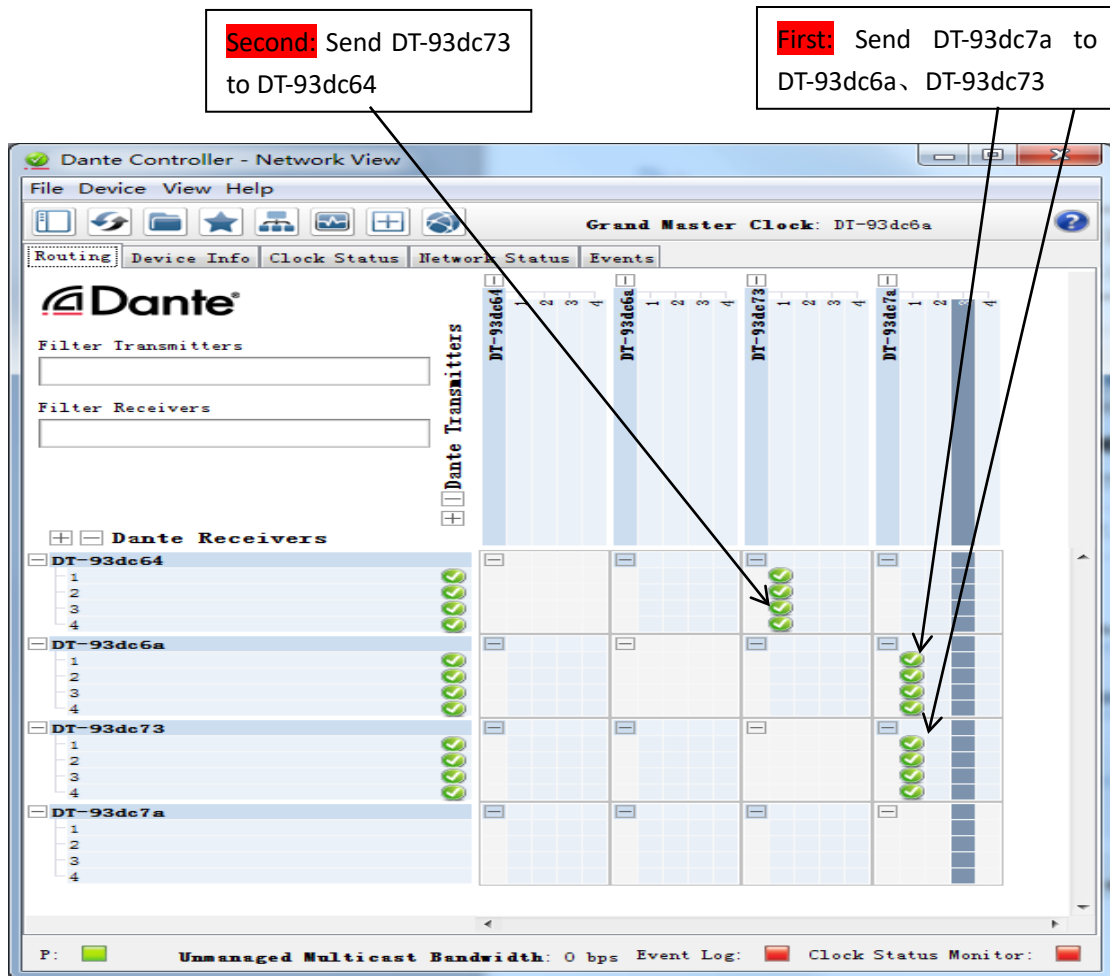 Second: Send DT-93dc73
to DT-93dc64
First: Send DT-93dc7a to
DT-93dc6a、DT-93dc73
Dante Controller - Network View
File Device View Help
Grand Master Clock: DT-93dc6a
Routing Device Info Clock Status Network Status Events
Dante
Filter Transmitters
Filter Receivers
Dante Transmitters
DT-93dc64 1 2 3 4
DT-93dc6a 1 2 3 4
DT-93dc73 1 2 3 4
DT-93dc7a 1 2 3 4
Dante Receivers
DT-93dc64
1
2
3
4
DT-93dc6a
1
2
3
4
DT-93dc73
1
2
3
4
DT-93dc7a
1
2
3
4
P: Unmanaged Multicast Bandwidth: 0 bps Event Log: Clock Status Monitor: